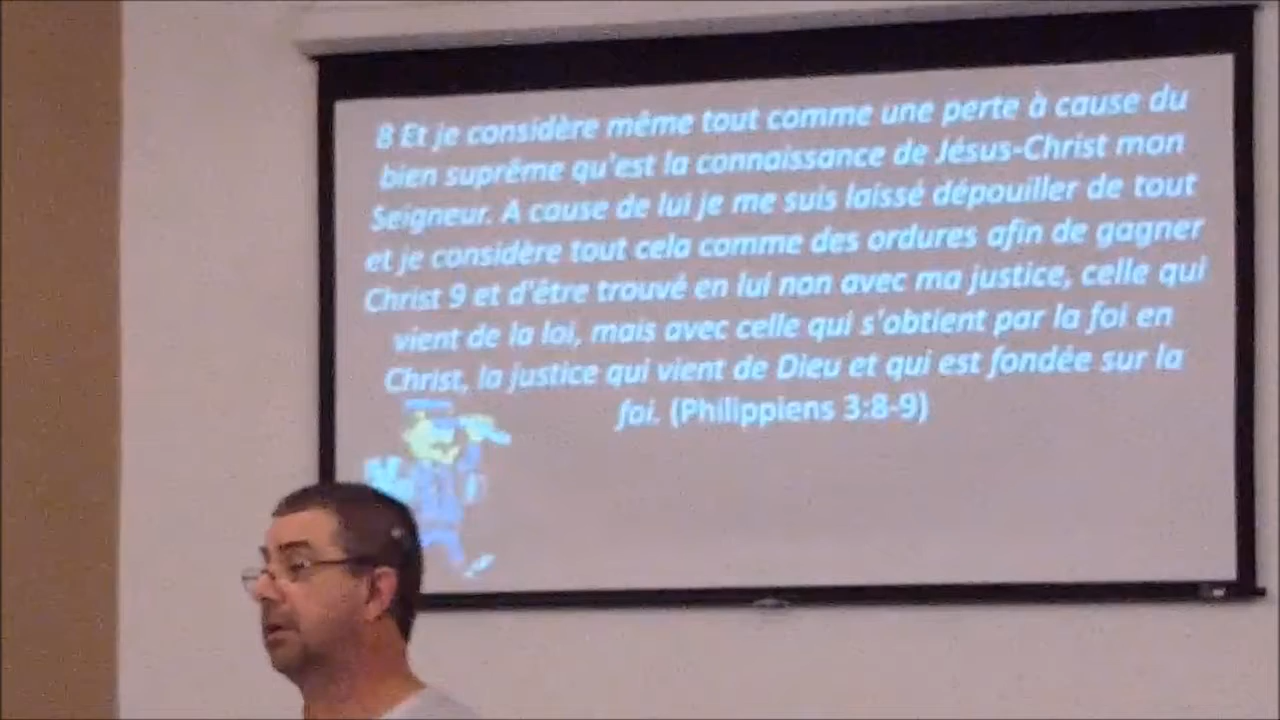 8 Et je considère même tout comme une perte à cause du
bien suprême qu'est la connaissance de Jésus-Christ mon
Seigneur. A cause de lui je me suis laissé dépouiller de tout
et je considère tout cela comme des ordures afin de gagner
Christ 9 et d'être trouvé en lui non avec ma justice, celle qui
vient de la loi, mais avec celle qui s'obtient par la foi en
Christ, la justice qui vient de Dieu et qui est fondée sur la
foi. (Philippiens 3:8-9)